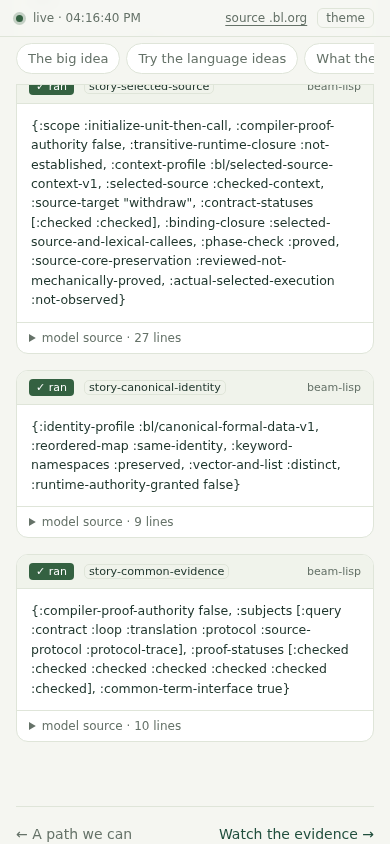 live · 04:16:40 PM
source .bl.org
theme
The big idea
Try the language ideas
What the
✓ ran
story-selected-source
beam-lisp
{:scope :initialize-unit-then-call, :compiler-proof-
authority false, :transitive-runtime-closure :not-
established, :context-profile :bl/selected-source-
context-v1, :selected-source :checked-context,
:source-target "withdraw", :contract-statuses
[:checked :checked], :binding-closure :selected-
source-and-lexical-callees, :phase-check :proved,
:source-core-preservation :reviewed-not-
mechanically-proved, :actual-selected-execution
:not-observed}
▶ model source · 27 lines
✓ ran
story-canonical-identity
beam-lisp
{:identity-profile :bl/canonical-formal-data-v1,
:reordered-map :same-identity, :keyword-
namespaces :preserved, :vector-and-list :distinct,
:runtime-authority-granted false}
▶ model source · 9 lines
✓ ran
story-common-evidence
beam-lisp
{:compiler-proof-authority false, :subjects [:query
:contract :loop :translation :protocol :source-
protocol :protocol-trace], :proof-statuses [:checked
:checked :checked :checked :checked :checked
:checked], :common-term-interface true}
▶ model source · 10 lines
← A path we can
Watch the evidence →